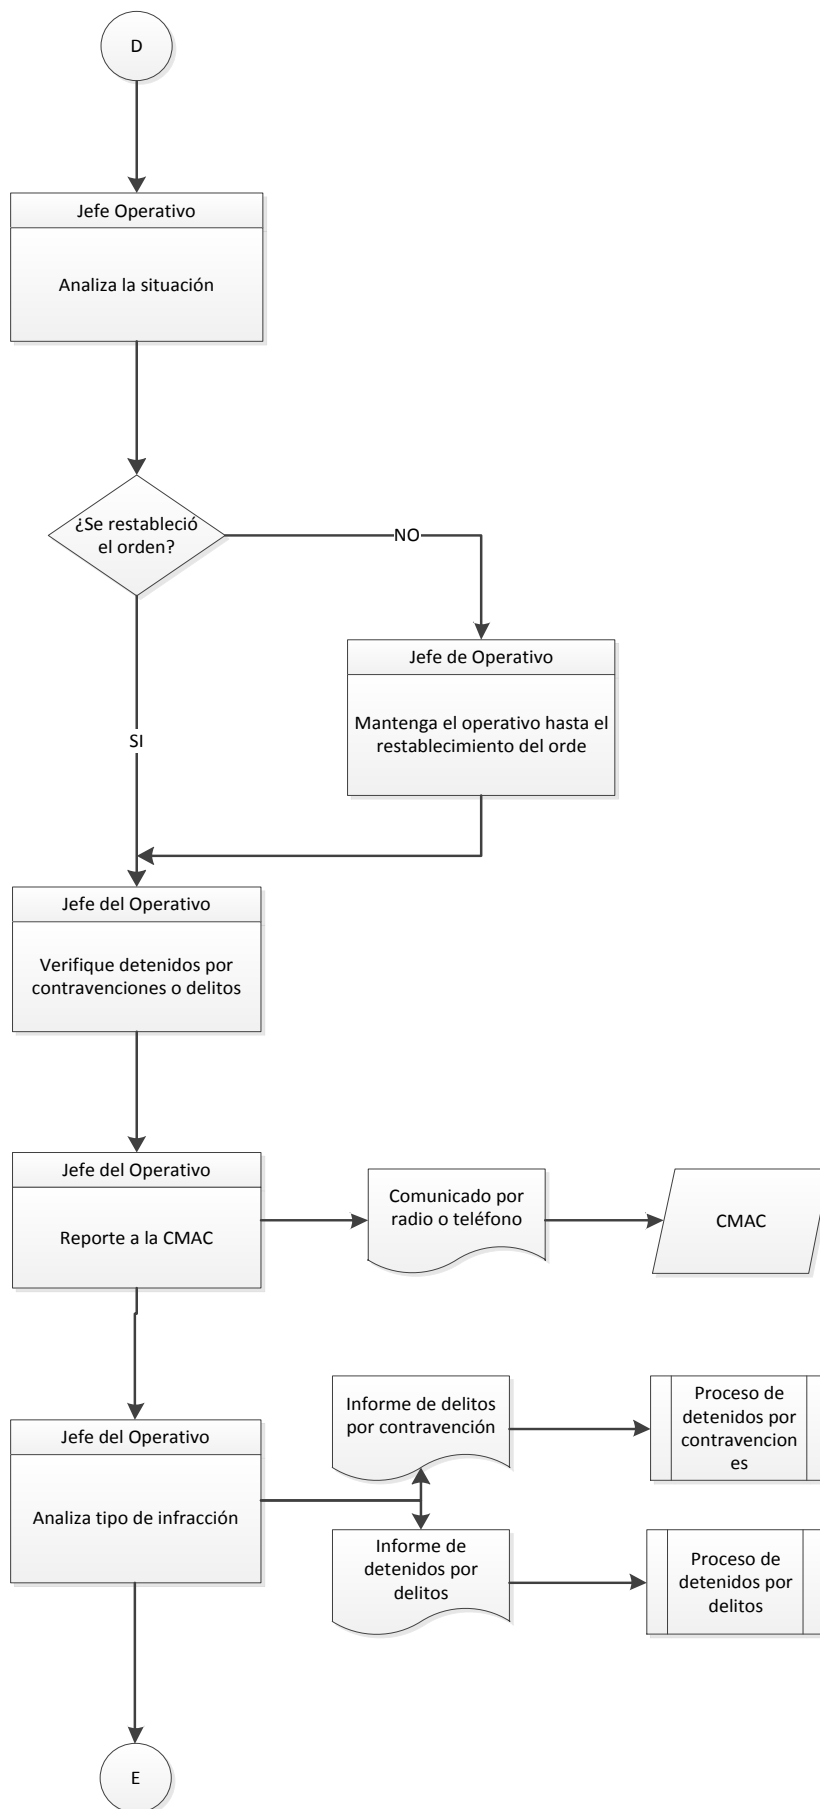 D
Jefe Operativo
Analiza la situación
¿Se restableció
el orden?
NO
Jefe de Operativo
Mantenga el operativo hasta el
restablecimiento del orde
SI
Jefe del Operativo
Verifique detenidos por
contravenciones o delitos
Jefe del Operativo
Reporte a la CMAC
Comunicado por
radio o teléfono
CMAC
Jefe del Operativo
Analiza tipo de infracción
Informe de delitos
por contravención
Proceso de
detenidos por
contravencion
es
Informe de
detenidos por
delitos
Proceso de
detenidos por
delitos
E